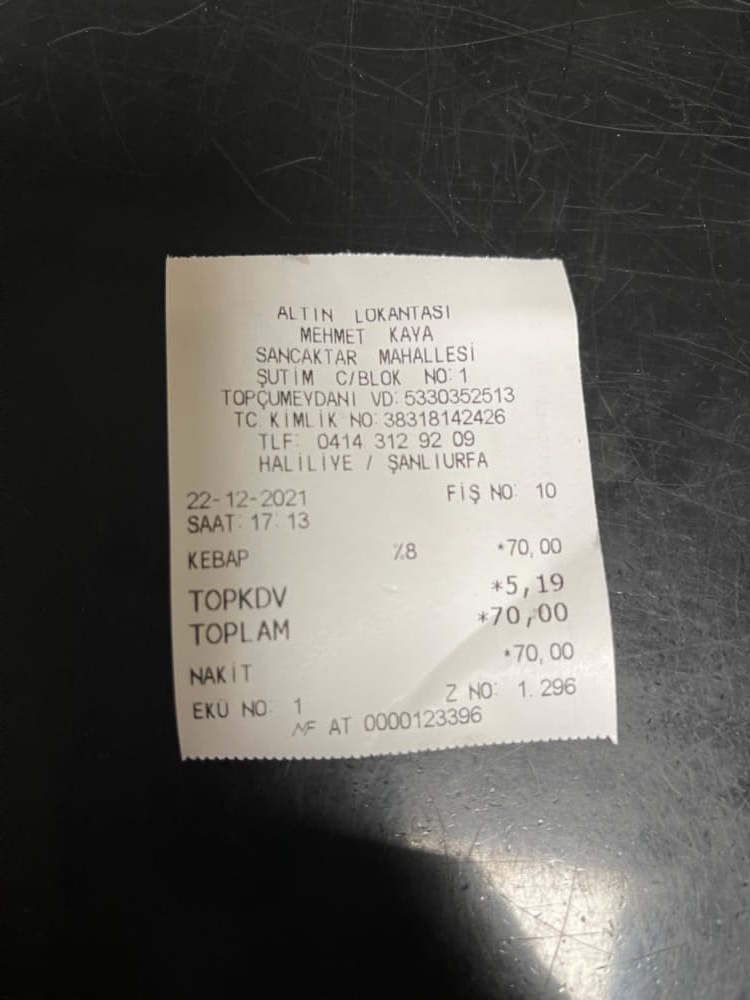 ALTIN LOKANTASI
MEHMET KAYA
SANCAKTAR MAHALLESİ
ŞUTİM C/BLOK NO: 1
TOPÇUMEYDANI VD: 5330352513
TC KİMLİK NO: 38318142426
TLF: 0414 312 92 09
HALİLİYE / ŞANLIURFA
22-12-2021 FİŞ NO: 10
SAAT: 17: 13
KEBAP %8 *70,00
TOPKDV *5,19
TOPLAM *70,00
NAKİT *70,00
EKÜ NO: 1 Z NO: 1.296
MF AT 0000123396